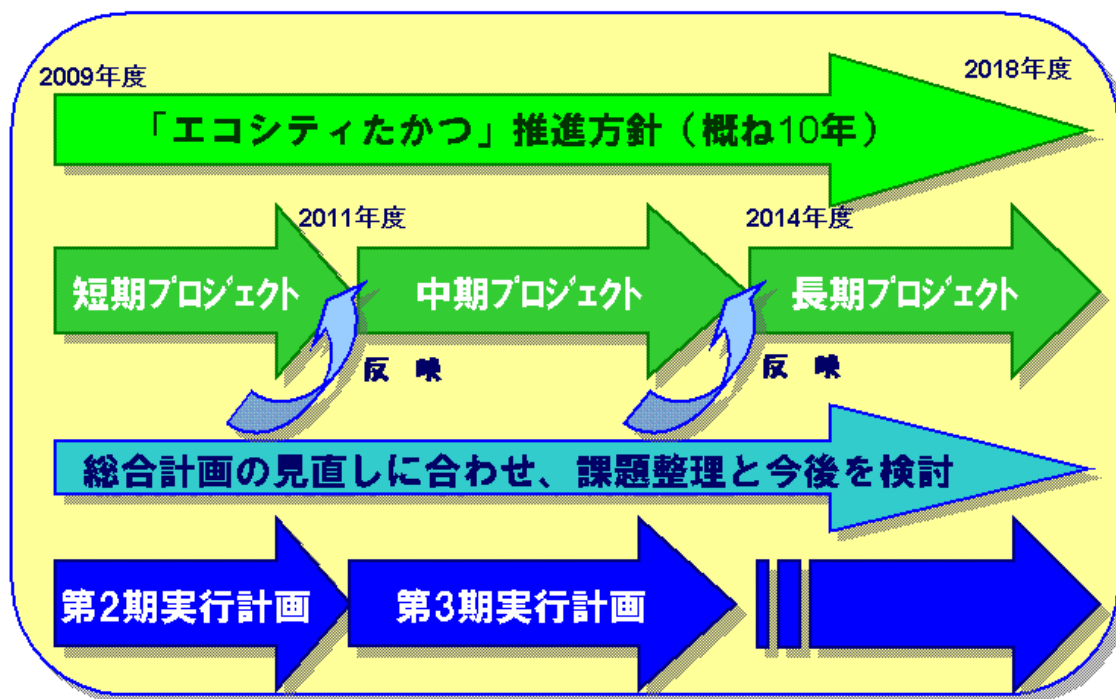 2009年度
2018年度
「エコシティたかつ」推進方針（概ね10年）
2011年度
2014年度
短期プロジェクト
中期プロジェクト
長期プロジェクト
反 映
反 映
総合計画の見直しに合わせ、課題整理と今後を検討
第2期実行計画
第3期実行計画